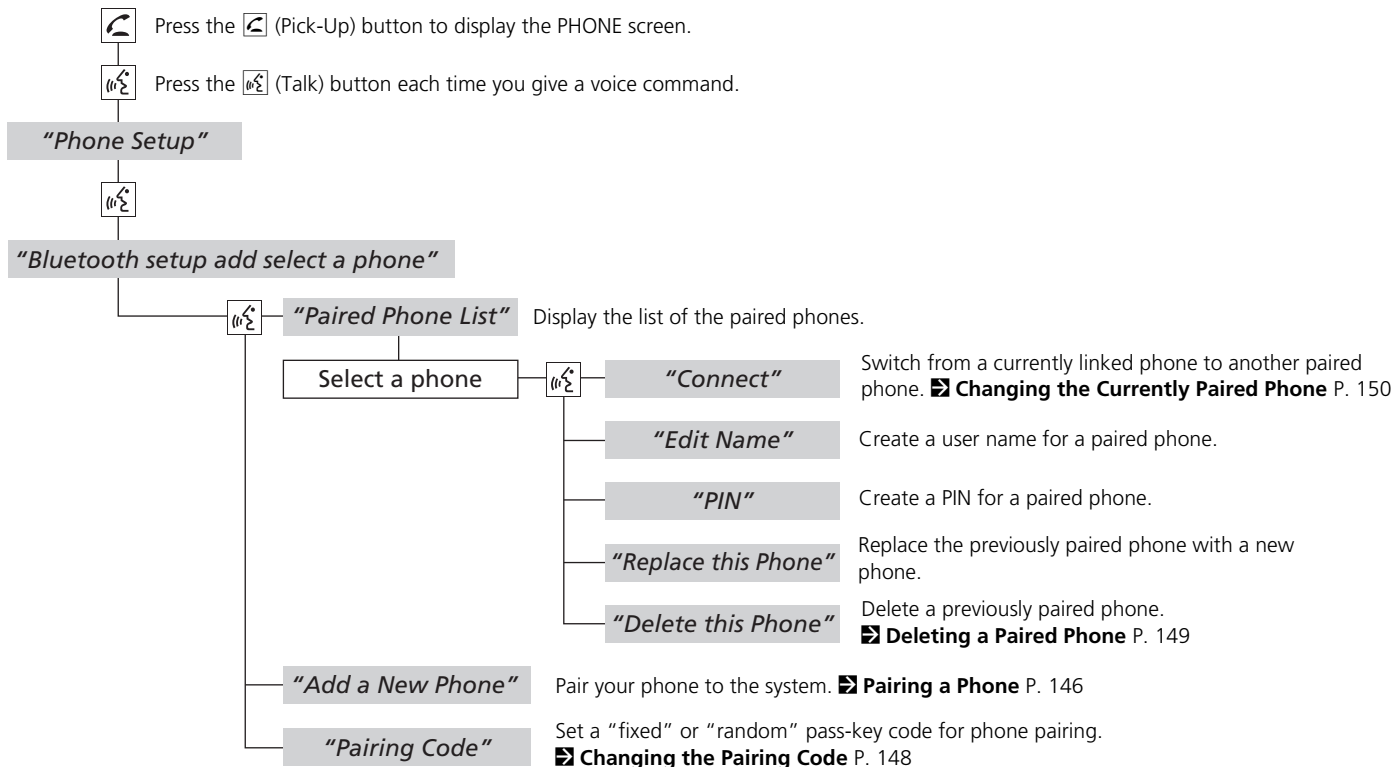 Press the (Pick-Up) button to display the PHONE screen.
Press the (Talk) button each time you give a voice command.
"Phone Setup"
"Bluetooth setup add select a phone"
"Paired Phone List" Display the list of the paired phones.
Select a phone
"Connect" Switch from a currently linked phone to another paired
phone. Changing the Currently Paired Phone P. 150
"Edit Name" Create a user name for a paired phone.
"PIN" Create a PIN for a paired phone.
"Replace this Phone" Replace the previously paired phone with a new
phone.
"Delete this Phone" Delete a previously paired phone.
Deleting a Paired Phone P. 149
"Add a New Phone" Pair your phone to the system. Pairing a Phone P. 146
"Pairing Code" Set a "fixed" or "random" pass-key code for phone pairing.
Changing the Pairing Code P. 148